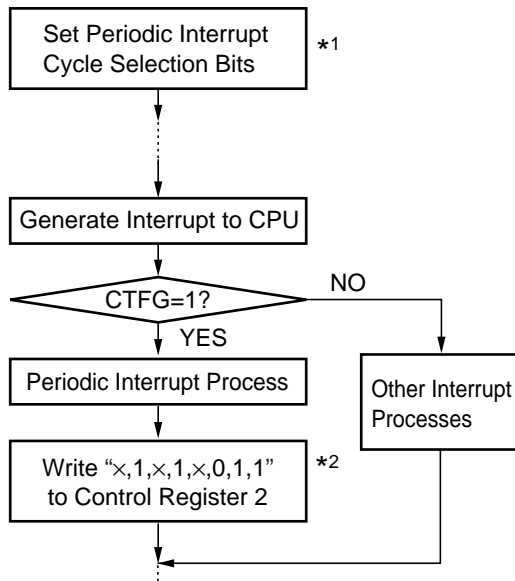 Set Periodic Interrupt
Cycle Selection Bits
*1
Generate Interrupt to CPU
CTFG=1?
NO
YES
Periodic Interrupt Process
Other Interrupt
Processes
Write “×,1,×,1,×,0,1,1”
to Control Register 2
*2